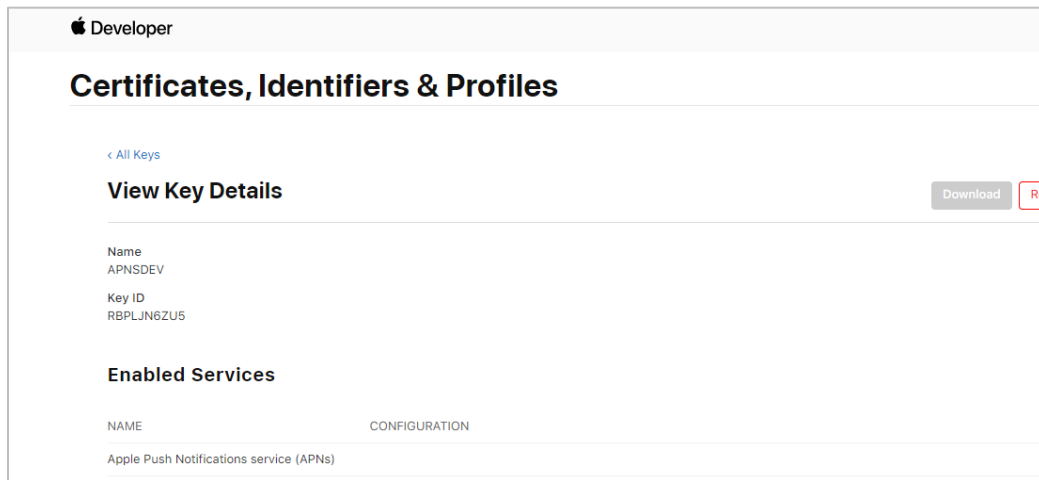 Developer
Certificates, Identifiers & Profiles
< All Keys
View Key Details
Download
R
Name
APNSDEV
Key ID
RBPLJN6ZU5
Enabled Services
NAME CONFIGURATION
Apple Push Notifications service (APNs)